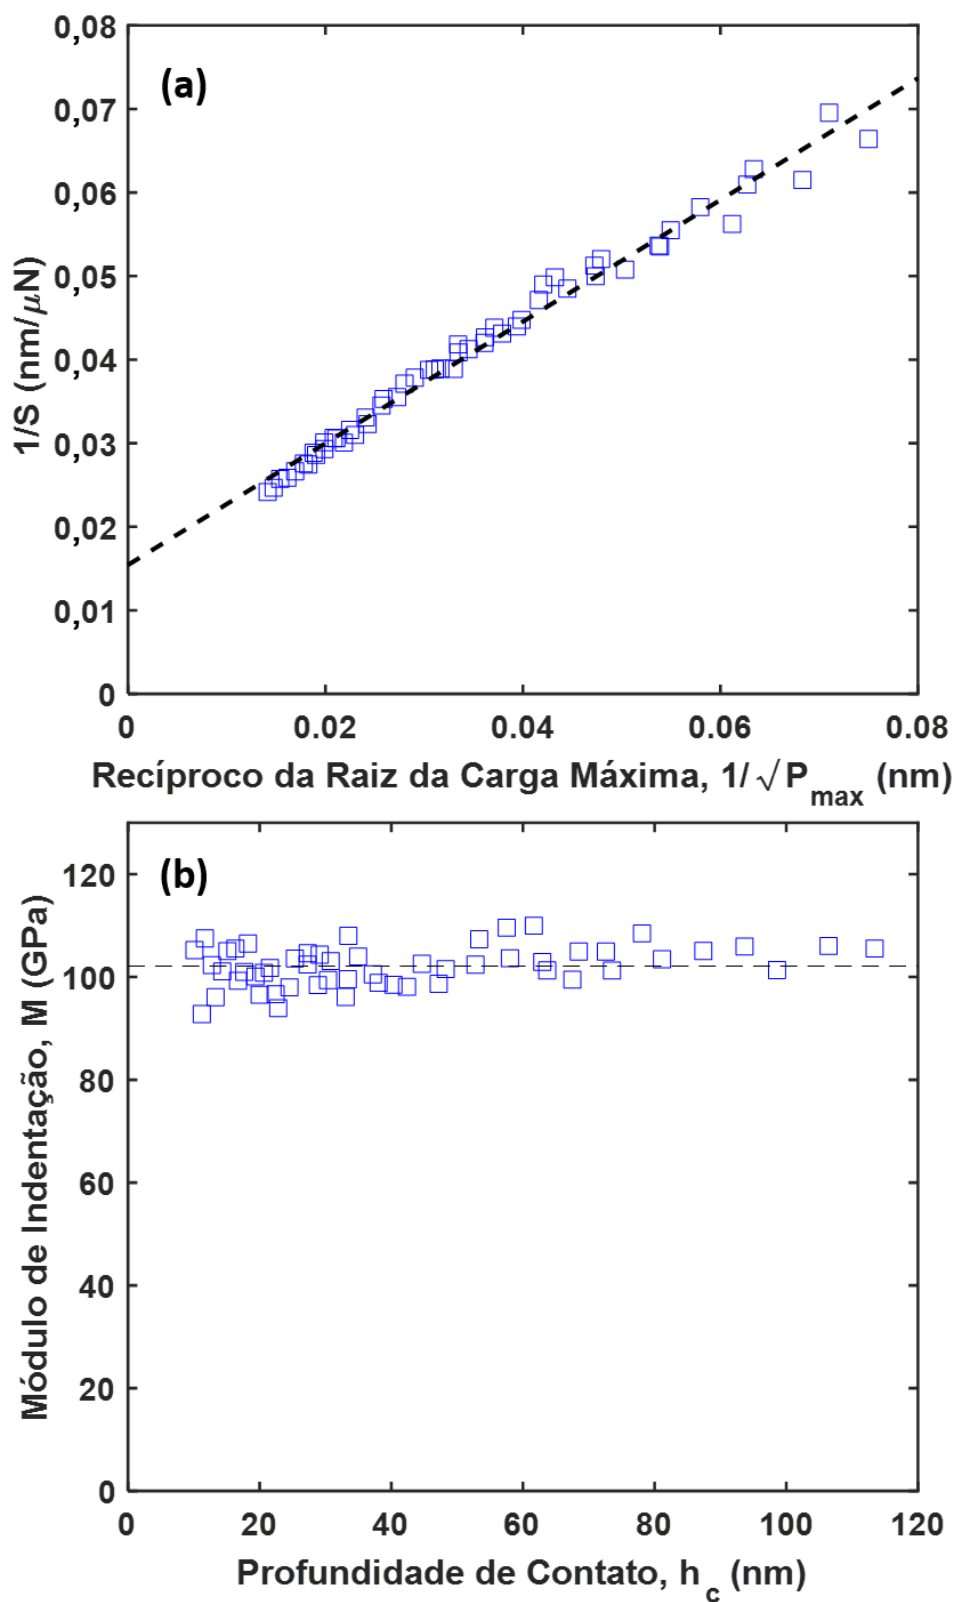 (a)
0,08
0,07
0,06
0,05
0,04
0,03
0,02
0,01
0
1/S (nm/μN)
0 0.02 0.04 0.06 0.08
Recíproco da Raiz da Carga Máxima, 1/√P_max (nm)
(b)
120
100
80
60
40
20
0
Módulo de Indentação, M (GPa)
0 20 40 60 80 100 120
Profundidade de Contato, h_c (nm)